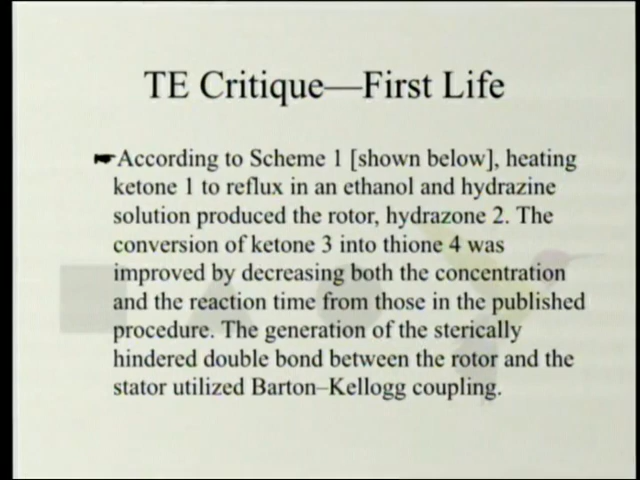 TE Critique—First Life
☛According to Scheme 1 [shown below], heating
ketone 1 to reflux in an ethanol and hydrazine
solution produced the rotor, hydrazone 2. The
conversion of ketone 3 into thione 4 was
improved by decreasing both the concentration
and the reaction time from those in the published
procedure. The generation of the sterically
hindered double bond between the rotor and the
stator utilized Barton–Kellogg coupling.